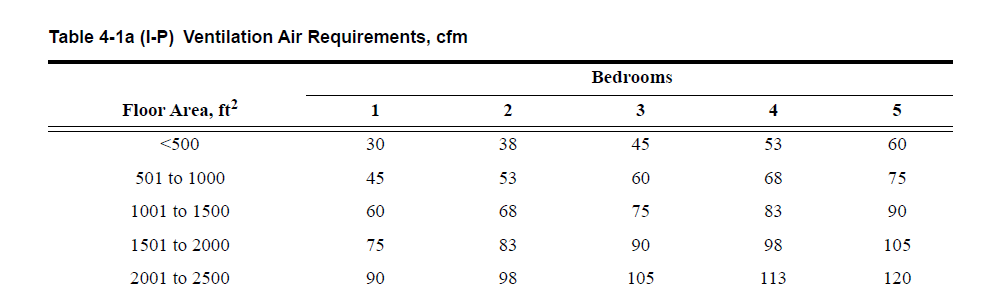 Table 4-1a (I-P) Ventilation Air Requirements, cfm
Bedrooms
Floor Area, ft² 1 2 3 4 5
<500 30 38 45 53 60
501 to 1000 45 53 60 68 75
1001 to 1500 60 68 75 83 90
1501 to 2000 75 83 90 98 105
2001 to 2500 90 98 105 113 120